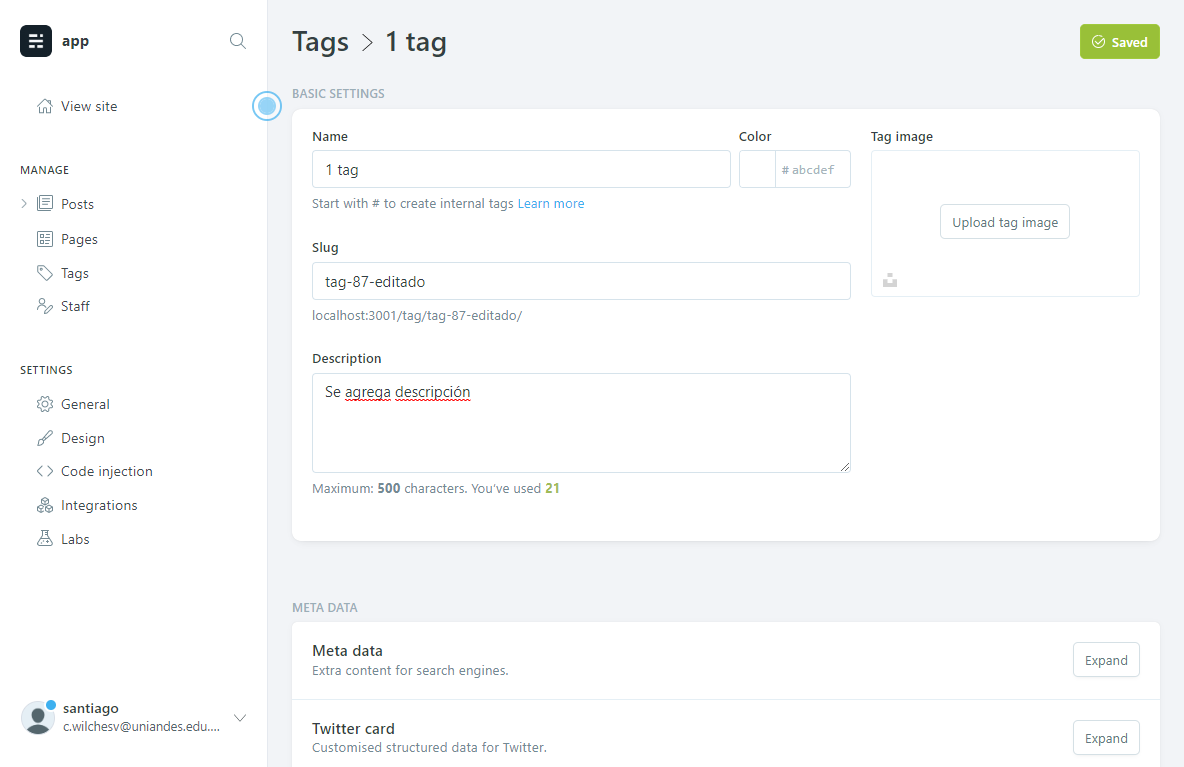 app
View site
MANAGE
Posts
Pages
Tags
Staff
SETTINGS
General
Design
Code injection
Integrations
Labs
santiago
c.wilchesv@uniandes.edu....
Tags > 1 tag
Saved
BASIC SETTINGS
Name
1 tag
Start with # to create internal tags Learn more
Color
# abcdef
Slug
tag-87-editado
localhost:3001/tag/tag-87-editado/
Description
Se agrega descripción
Maximum: 500 characters. You've used 21
Tag image
Upload tag image
META DATA
Meta data
Extra content for search engines.
Expand
Twitter card
Customised structured data for Twitter.
Expand